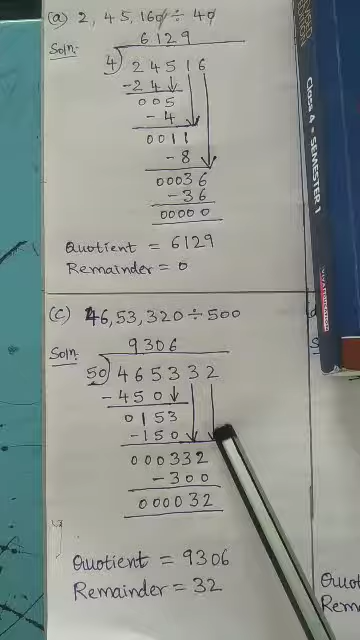 (a) 2,45,160 ÷ 40
6129
Soln: 4) 24516
-24
005
-4
0011
-8
00036
-36
00000
Quotient = 6129
Remainder = 0
(c) 46,53,320 ÷ 500
9306
Soln: 50) 465332
-450
0153
-150
000332
-300
000032
Quotient = 9306
Remainder = 32
Class 4 • SEMESTER 1
Quo
Rem